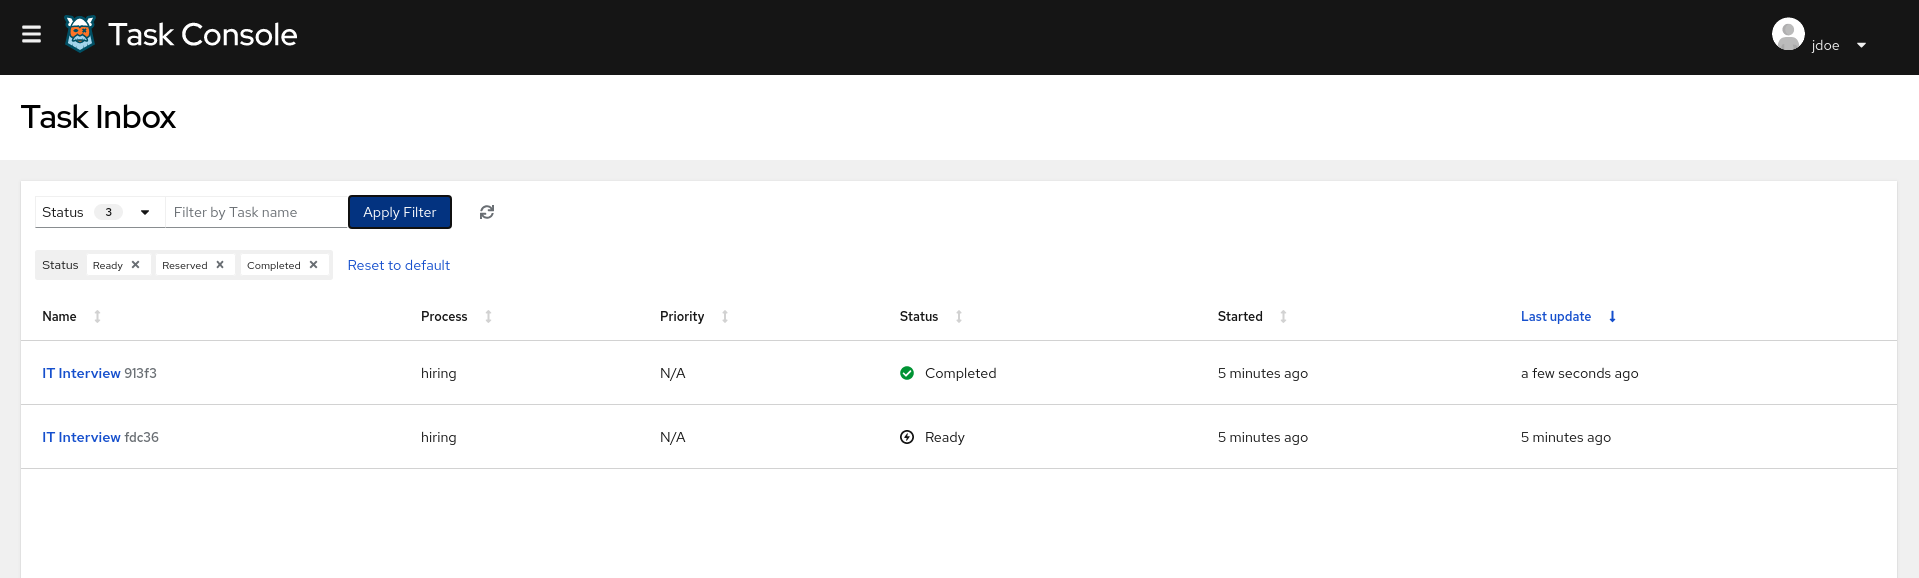 Task Console
jdoe
Task Inbox
Status 3 Filter by Task name Apply Filter
Status Ready Reserved Completed Reset to default
Name Process Priority Status Started Last update
IT Interview 913f3 hiring N/A Completed 5 minutes ago a few seconds ago
IT Interview fdc36 hiring N/A Ready 5 minutes ago 5 minutes ago